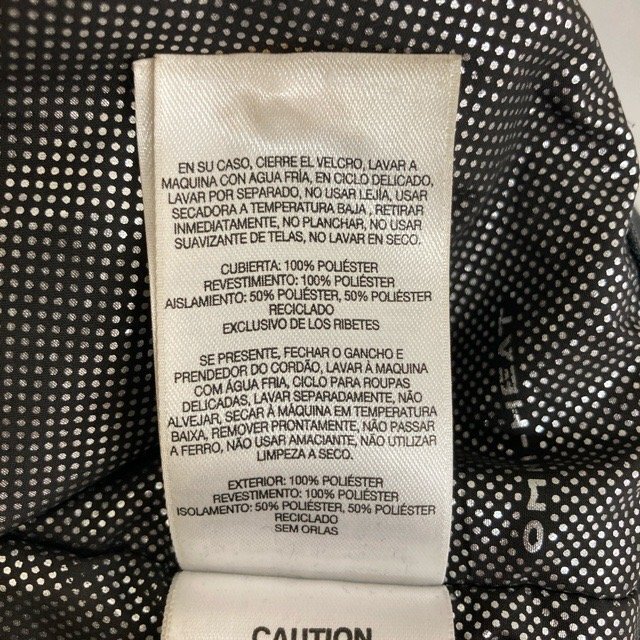 EN SU CASO, CIERRE EL VELCRO, LAVAR A
MAQUINA CON AGUA FRÍA, EN CICLO DELICADO,
LAVAR POR SEPARADO, NO USAR LEJÍA, USAR
SECADORA A TEMPERATURA BAJA , RETIRAR
INMEDIATAMENTE, NO PLANCHAR, NO USAR
SUAVIZANTE DE TELAS, NO LAVAR EN SECO.
CUBIERTA: 100% POLIÉSTER
REVESTIMIENTO: 100% POLIÉSTER
AISLAMIENTO: 50% POLIÉSTER, 50% POLIÉSTER
RECICLADO
EXCLUSIVO DE LOS RIBETES
SE PRESENTE, FECHAR O GANCHO E
PRENDEDOR DO CORDÃO, LAVAR À MÁQUINA
COM ÁGUA FRIA, CICLO PARA ROUPAS
DELICADAS, LAVAR SEPARADAMENTE, NÃO
ALVEJAR, SECAR À MÁQUINA EM TEMPERATURA
BAIXA, REMOVER PRONTAMENTE, NÃO PASSAR
A FERRO, NÃO USAR AMACIANTE, NÃO UTILIZAR
LIMPEZA A SECO.
EXTERIOR: 100% POLIÉSTER
REVESTIMENTO: 100% POLIÉSTER
ISOLAMENTO: 50% POLIÉSTER, 50% POLIÉSTER
RECICLADO
SEM ORLAS
CAUTION
OMNI-HEAT